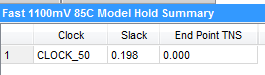 Fast 1100mV 85C Model Hold Summary
Clock Slack End Point TNS
1 CLOCK_50 0.198 0.000